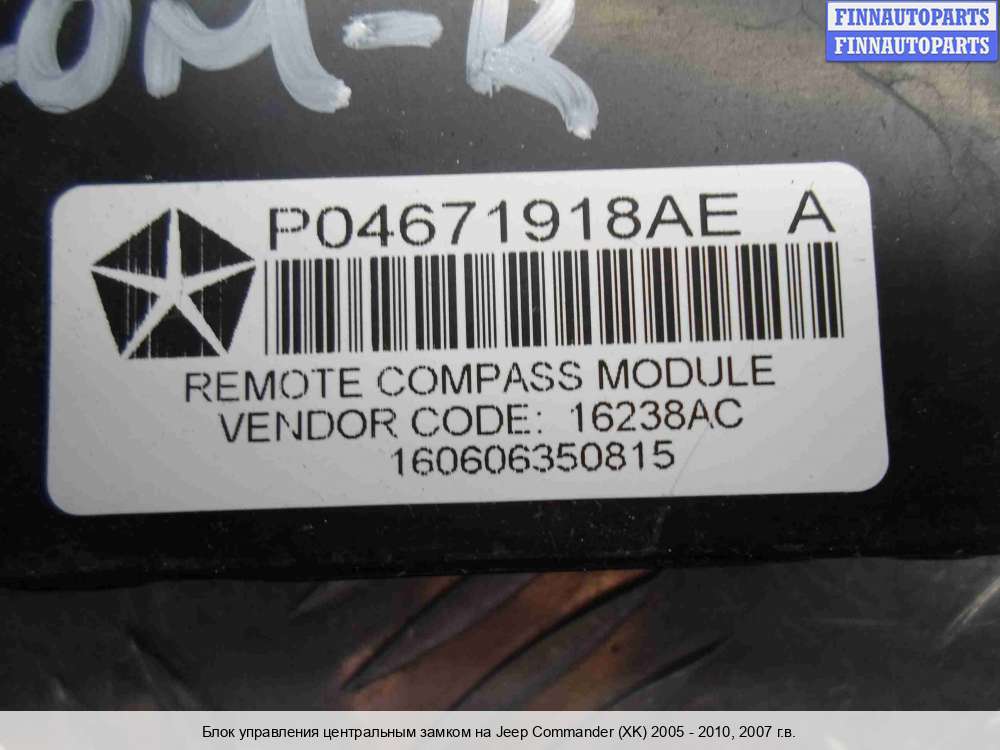 FINNAUTOPARTS
FINNAUTOPARTS
P04671918AE A
REMOTE COMPASS MODULE
VENDOR CODE: 16238AC
160606350815
Блок управления центральным замком на Jeep Commander (XK) 2005 - 2010, 2007 г.в.